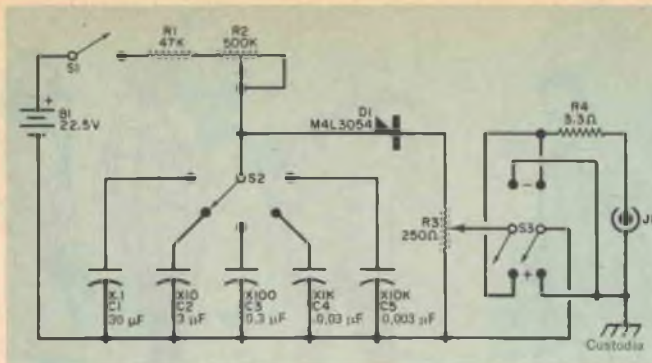 S1
R1
47K
R2
500K
+
B1
22.5V
D1
M4L3054
R4
3.3Ω
S2
-
S3
+
R3
250Ω
J1
X.1
C1
30 µF
X10
C2
3 µF
X100
C3
0.3 µF
X1K
C4
0,03 µF
X10K
C5
0,003 µF
Custodia